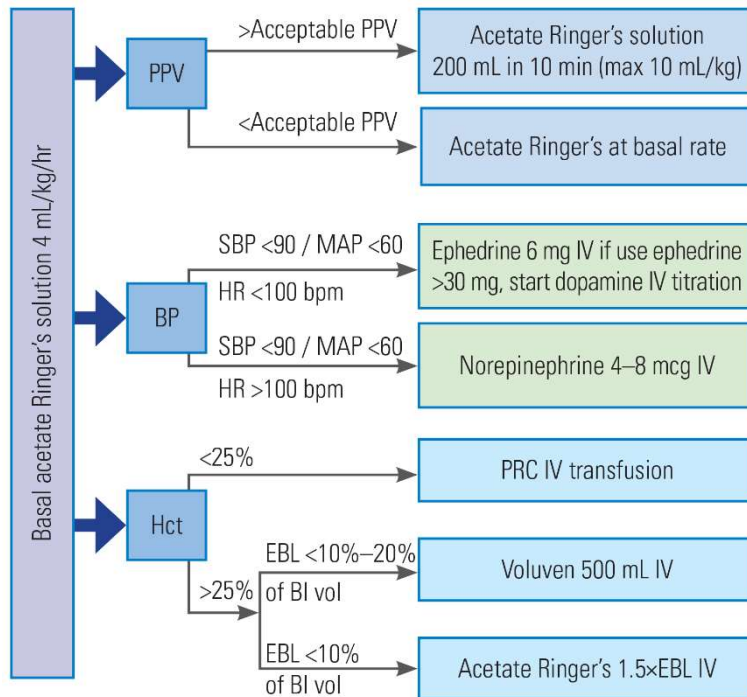 Basal acetate Ringer's solution 4 mL/kg/hr
PPV
>Acceptable PPV
Acetate Ringer's solution
200 mL in 10 min (max 10 mL/kg)
<Acceptable PPV
Acetate Ringer's at basal rate
BP
SBP <90 / MAP <60
HR <100 bpm
Ephedrine 6 mg IV if use ephedrine
>30 mg, start dopamine IV titration
SBP <90 / MAP <60
HR >100 bpm
Norepinephrine 4–8 mcg IV
Hct
<25%
PRC IV transfusion
>25%
EBL <10%–20%
of Bl vol
Voluven 500 mL IV
EBL <10%
of Bl vol
Acetate Ringer's 1.5×EBL IV